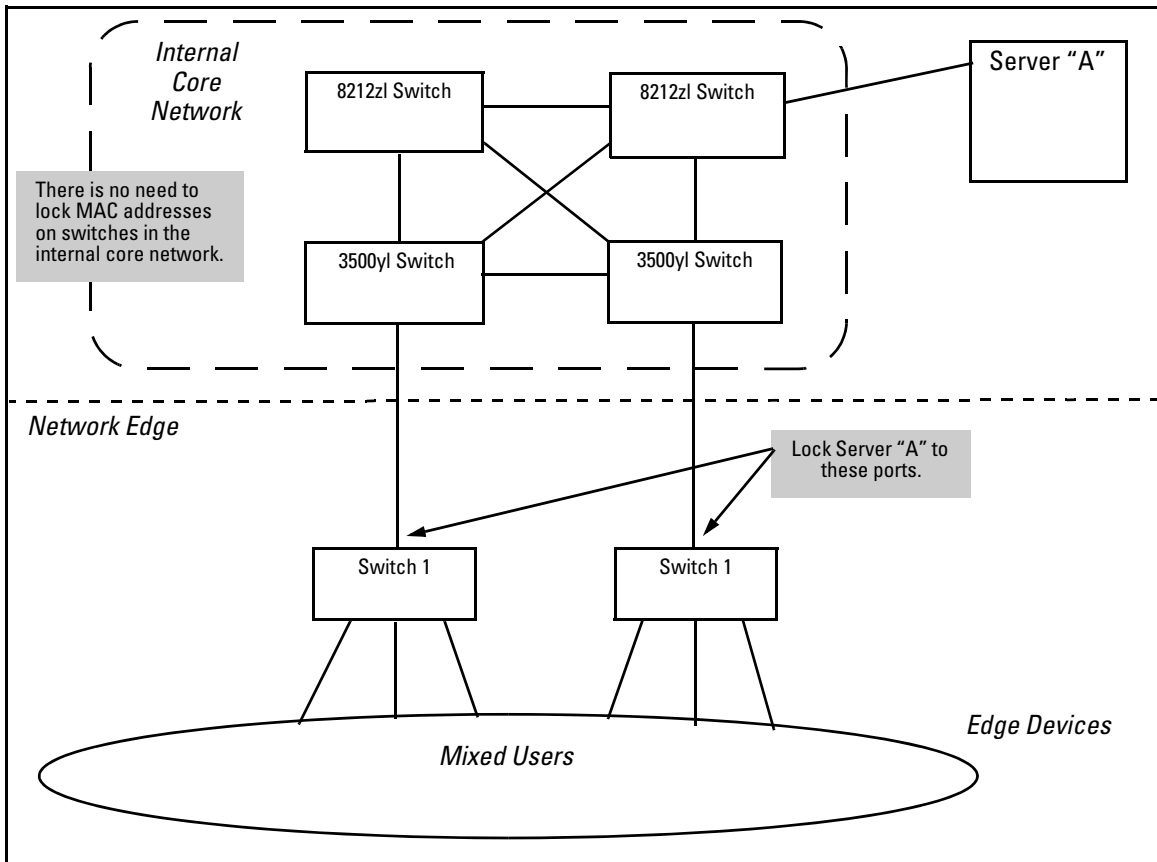 Internal
Core
Network
8212zl Switch
8212zl Switch
Server “A”
There is no need to
lock MAC addresses
on switches in the
internal core network.
3500yl Switch
3500yl Switch
Network Edge
Lock Server “A” to
these ports.
Switch 1
Switch 1
Edge Devices
Mixed Users